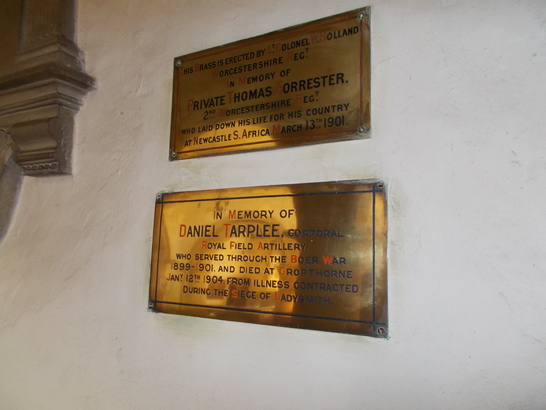 THIS BRASS IS ERECTED BY Lt COLONEL W. HOLLAND
WORCESTERSHIRE REGT
IN MEMORY OF
PRIVATE THOMAS FORRESTER.
2ND WORCESTERSHIRE REGT
WHO LAID DOWN HIS LIFE FOR HIS COUNTRY
AT NEWCASTLE S. AFRICA MARCH 13TH 1901.
IN MEMORY OF
DANIEL TARPLEE, CORPORAL
ROYAL FIELD ARTILLERY
WHO SERVED THROUGH THE BOER WAR
1899-1901. AND DIED AT CROPTHORNE
JANY 12TH 1904. FROM ILLNESS CONTRACTED
DURING THE SIEGE OF LADYSMITH.